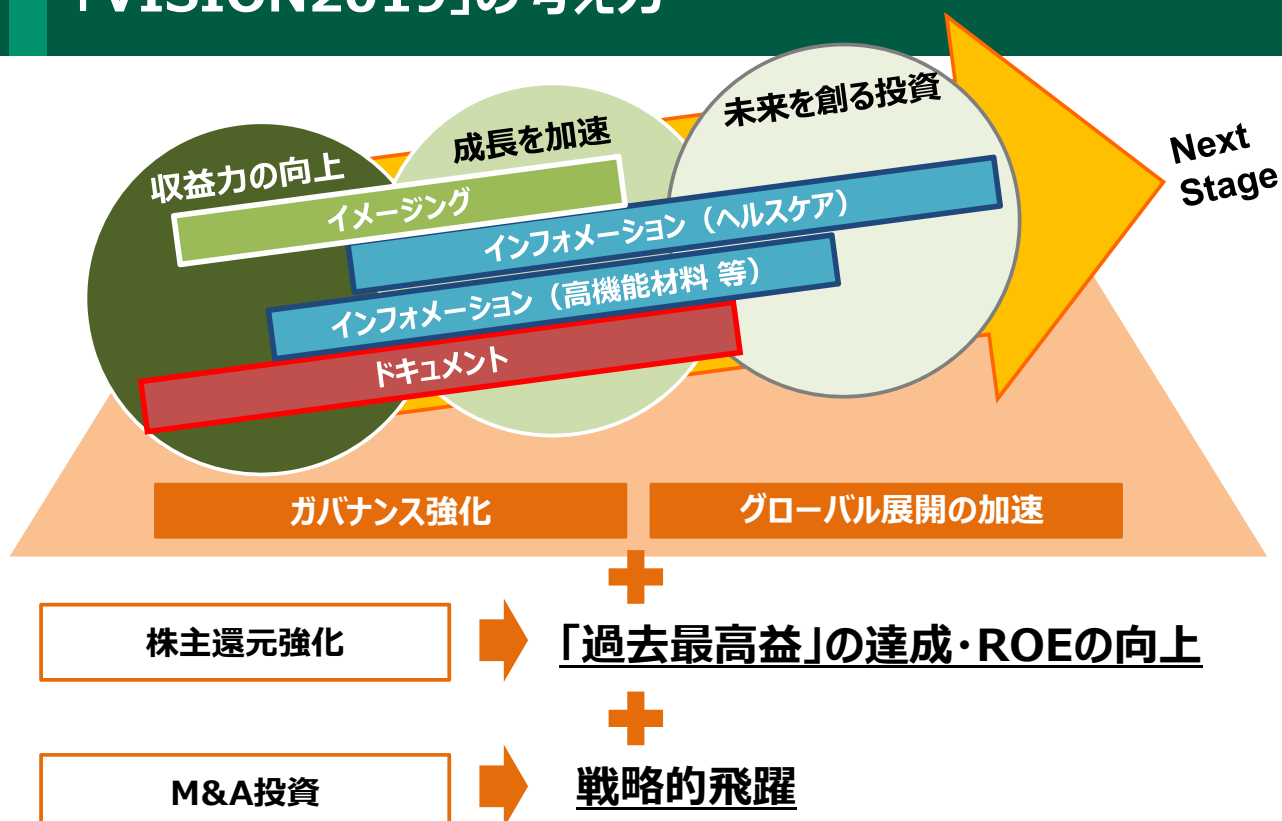 「VISION2019」の考え方
収益力の向上
成長を加速
未来を創る投資
Next
Stage
イメージング
インフォメーション（ヘルスケア）
インフォメーション（高機能材料 等）
ドキュメント
ガバナンス強化
グローバル展開の加速
株主還元強化
「過去最高益」の達成･ROEの向上
M&A投資
戦略的飛躍